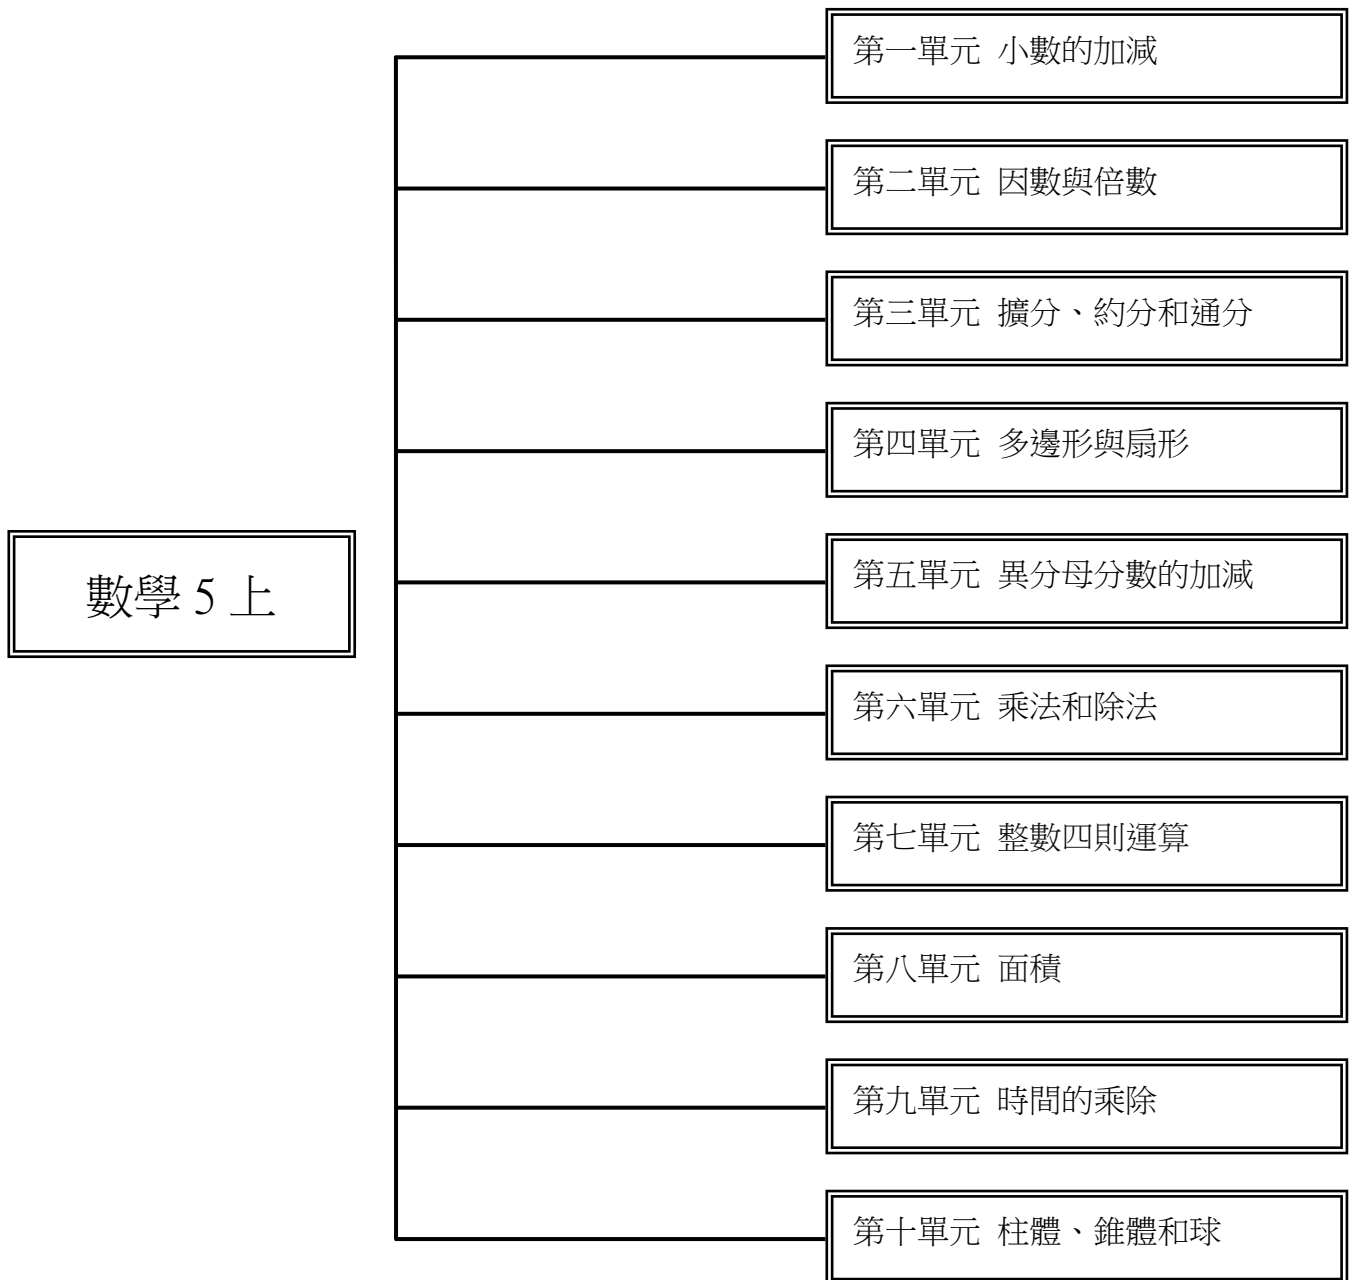 第一單元 小數的加減
第二單元 因數與倍數
第三單元 擴分、約分和通分
第四單元 多邊形與扇形
數學 5 上
第五單元 異分母分數的加減
第六單元 乘法和除法
第七單元 整數四則運算
第八單元 面積
第九單元 時間的乘除
第十單元 柱體、錐體和球